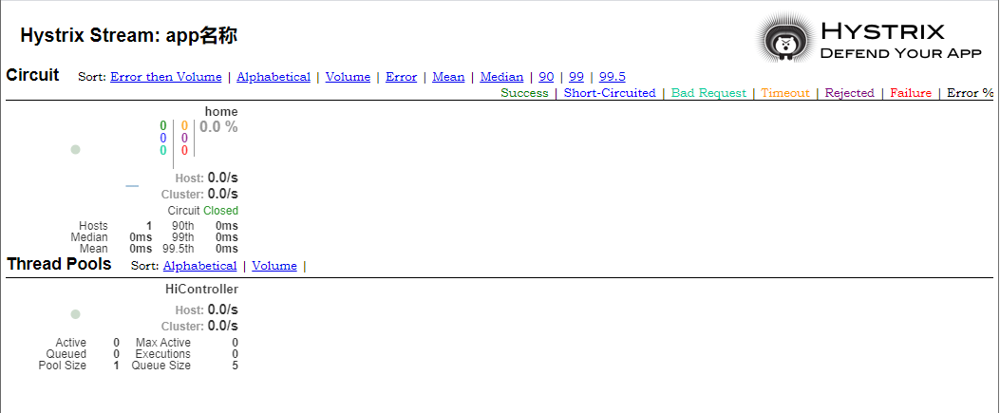 Hystrix Stream: app名称
HYSTRIX
DEFEND YOUR APP
Circuit Sort: Error then Volume | Alphabetical | Volume | Error | Mean | Median | 90 | 99 | 99.5
Success | Short-Circuited | Bad Request | Timeout | Rejected | Failure | Error %
home
0 0 0.0 %
0 0
0 0
Host: 0.0/s
Cluster: 0.0/s
Circuit Closed
Hosts 1 90th 0ms
Median 0ms 99th 0ms
Mean 0ms 99.5th 0ms
Thread Pools Sort: Alphabetical | Volume |
HiController
Host: 0.0/s
Cluster: 0.0/s
Active 0 Max Active 0
Queued 0 Executions 0
Pool Size 1 Queue Size 5